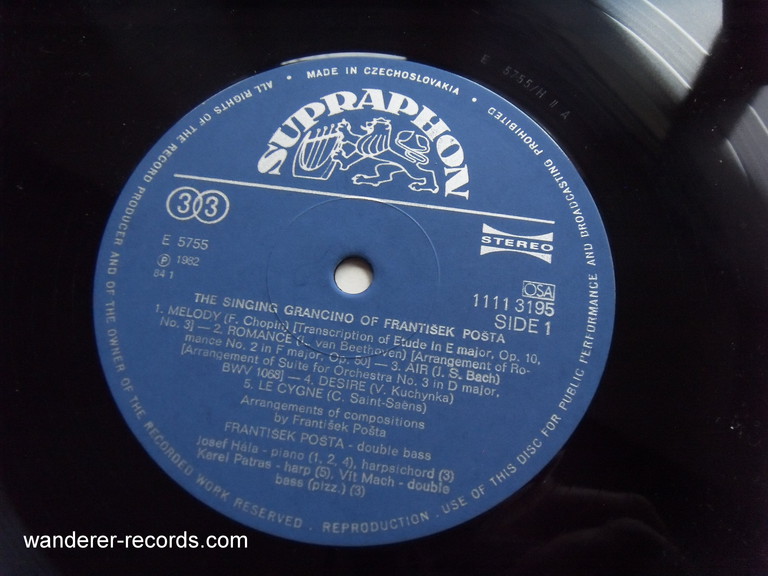 E 5755/H II A
ALL RIGHTS OF THE RECORD PRODUCER AND OF THE OWNER OF THE RECORDED WORK RESERVED . REPRODUCTION . USE OF THIS DISC FOR PUBLIC PERFORMANCE AND BROADCASTING PROHIBITED
• MADE IN CZECHOSLOVAKIA •
SUPRAPHON
33
STEREO
E 5755
Ⓟ 1982
84 1
OSA
1111 3195
SIDE 1
THE SINGING GRANCINO OF FRANTIŠEK POŠTA
1. MELODY (F. Chopin) [Transcription of Etude in E major, Op. 10,
No. 3] — 2. ROMANCE (L. van Beethoven) [Arrangement of Ro-
mance No. 2 in F major, Op. 50] — 3. AIR (J. S. Bach)
[Arrangement of Suite for Orchestra No. 3 in D major,
BWV 1068] — 4. DESIRE (V. Kuchynka)
5. LE CYGNE (C. Saint-Saëns)
Arrangements of compositions
by František Pošta
FRANTIŠEK POŠTA - double bass
Josef Hála - piano (1, 2, 4), harpsichord (3)
Karel Patras - harp (5), Vít Mach - double
bass (pizz.) (3)
wanderer-records.com